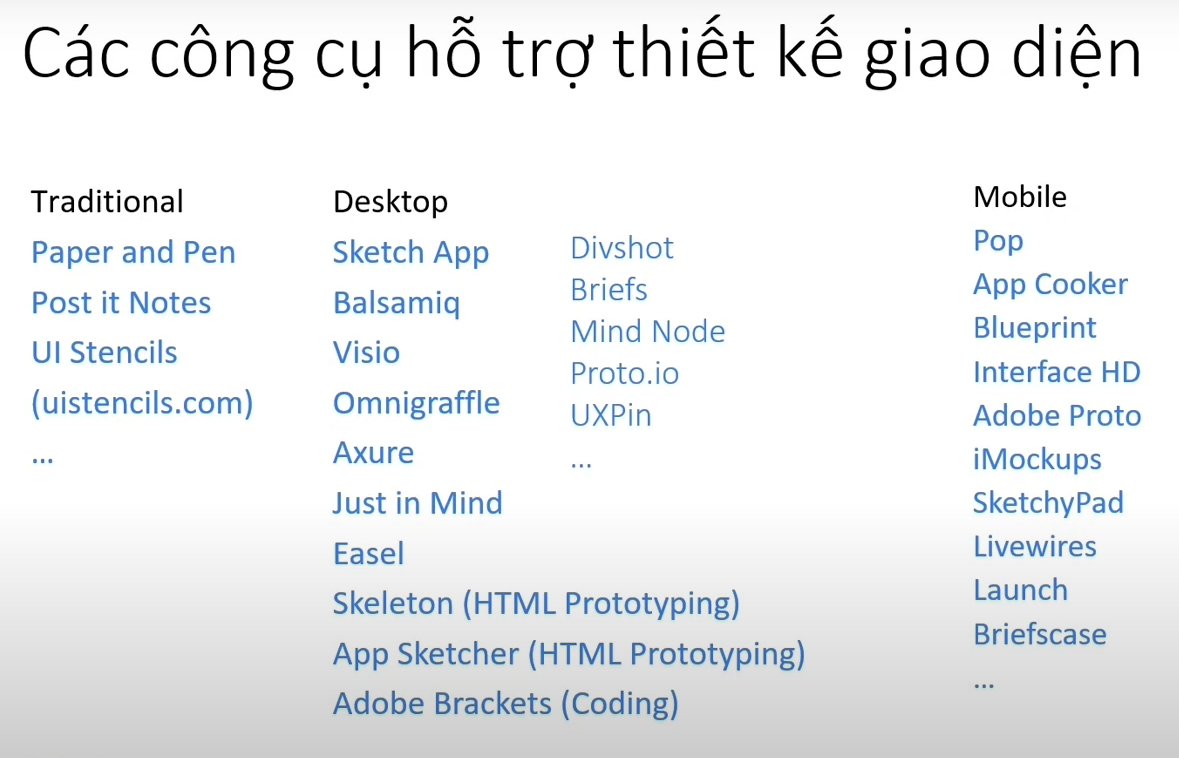 Các công cụ hỗ trợ thiết kế giao diện
Traditional
Paper and Pen
Post it Notes
UI Stencils
(uistencils.com)
...
Desktop
Sketch App
Balsamiq
Visio
Omnigraffle
Axure
Just in Mind
Easel
Skeleton (HTML Prototyping)
App Sketcher (HTML Prototyping)
Adobe Brackets (Coding)
Divshot
Briefs
Mind Node
Proto.io
UXPin
...
Mobile
Pop
App Cooker
Blueprint
Interface HD
Adobe Proto
iMockups
SketchyPad
Livewires
Launch
Briefscase
...